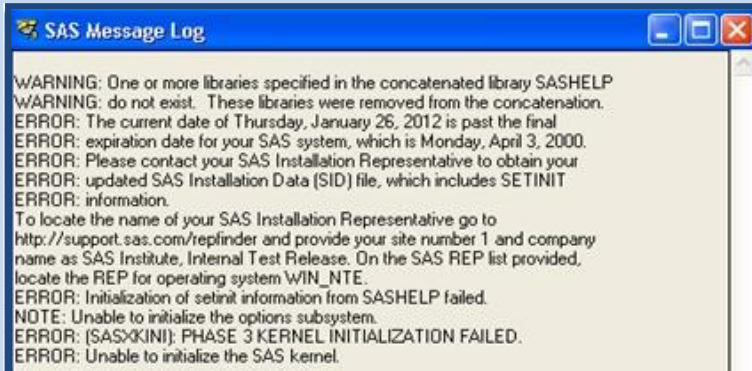 SAS Message Log
WARNING: One or more libraries specified in the concatenated library SASHELP
WARNING: do not exist. These libraries were removed from the concatenation.
ERROR: The current date of Thursday, January 26, 2012 is past the final
ERROR: expiration date for your SAS system, which is Monday, April 3, 2000.
ERROR: Please contact your SAS Installation Representative to obtain your
ERROR: updated SAS Installation Data (SID) file, which includes SETINIT
ERROR: information.
To locate the name of your SAS Installation Representative go to
http://support.sas.com/repfinder and provide your site number 1 and company
name as SAS Institute, Internal Test Release. On the SAS REP list provided,
locate the REP for operating system WIN_NTE.
ERROR: Initialization of setinit information from SASHELP failed.
NOTE: Unable to initialize the options subsystem.
ERROR: (SASXKINI): PHASE 3 KERNEL INITIALIZATION FAILED.
ERROR: Unable to initialize the SAS kernel.